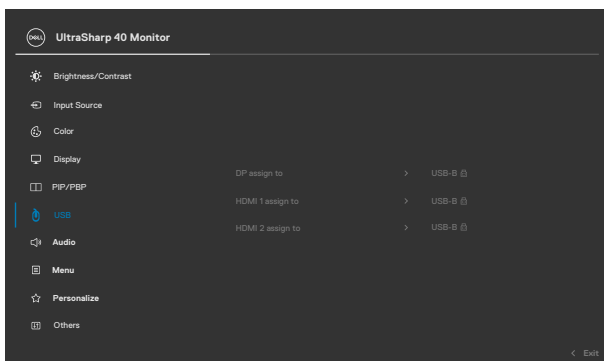 DELL UltraSharp 40 Monitor
Brightness/Contrast
Input Source
Color
Display
DP assign to > USB-B
PIP/PBP
HDMI 1 assign to > USB-B
USB
HDMI 2 assign to > USB-B
Audio
Menu
Personalize
Others
< Exit